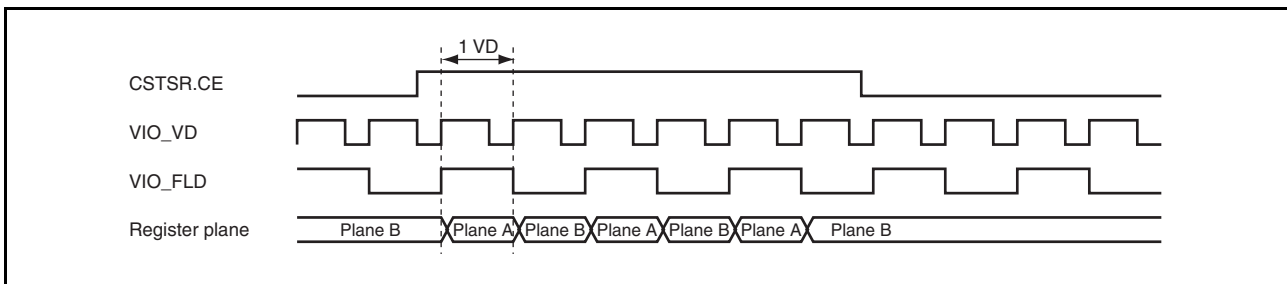 1 VD
CSTSR.CE
VIO_VD
VIO_FLD
Register plane Plane B Plane A Plane B Plane A Plane B Plane A Plane B